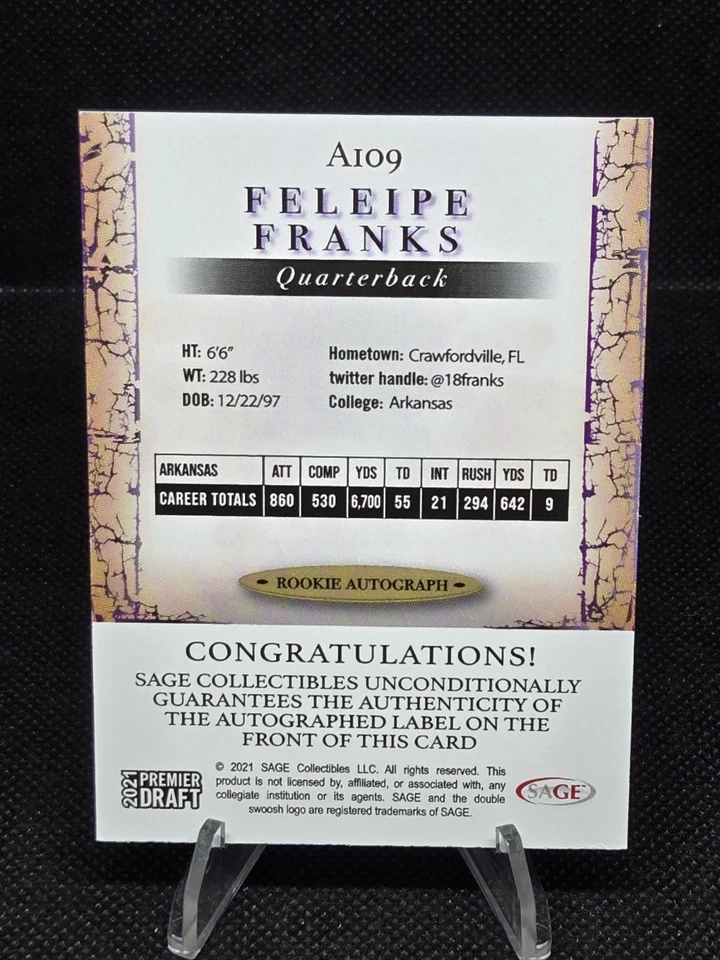 A109
FELEIPE
FRANKS
Quarterback
HT: 6'6"
WT: 228 lbs
DOB: 12/22/97
Hometown: Crawfordville, FL
twitter handle: @18franks
College: Arkansas
ARKANSAS ATT COMP YDS TD INT RUSH YDS TD
CAREER TOTALS 860 530 6,700 55 21 294 642 9
ROOKIE AUTOGRAPH
CONGRATULATIONS!
SAGE COLLECTIBLES UNCONDITIONALLY
GUARANTEES THE AUTHENTICITY OF
THE AUTOGRAPHED LABEL ON THE
FRONT OF THIS CARD
2021 PREMIER
DRAFT
© 2021 SAGE Collectibles LLC. All rights reserved. This
product is not licensed by, affiliated, or associated with, any
collegiate institution or its agents. SAGE and the double
swoosh logo are registered trademarks of SAGE.
SAGE™